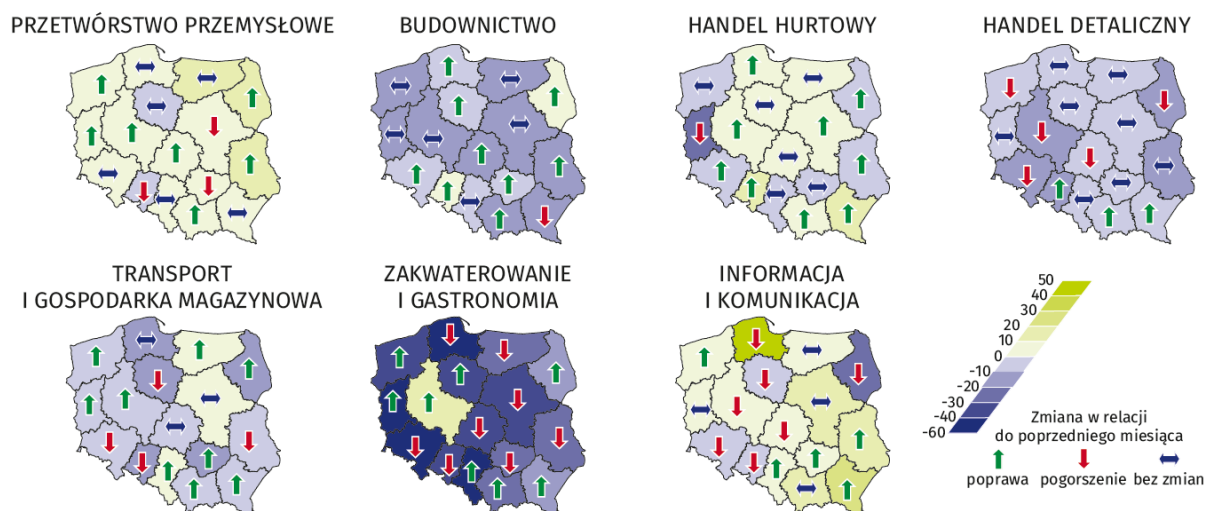 PRZETWÓRSTWO PRZEMYSŁOWE
BUDOWNICTWO
HANDEL HURTOWY
HANDEL DETALICZNY
TRANSPORT
I GOSPODARKA MAGAZYNOWA
ZAKWATEROWANIE
I GASTRONOMIA
INFORMACJA
I KOMUNIKACJA
50
40
20
10
0
-10
-20
-30
-40
-60
Zmiana w relacji
do poprzedniego miesiąca
poprawa pogorszenie bez zmian